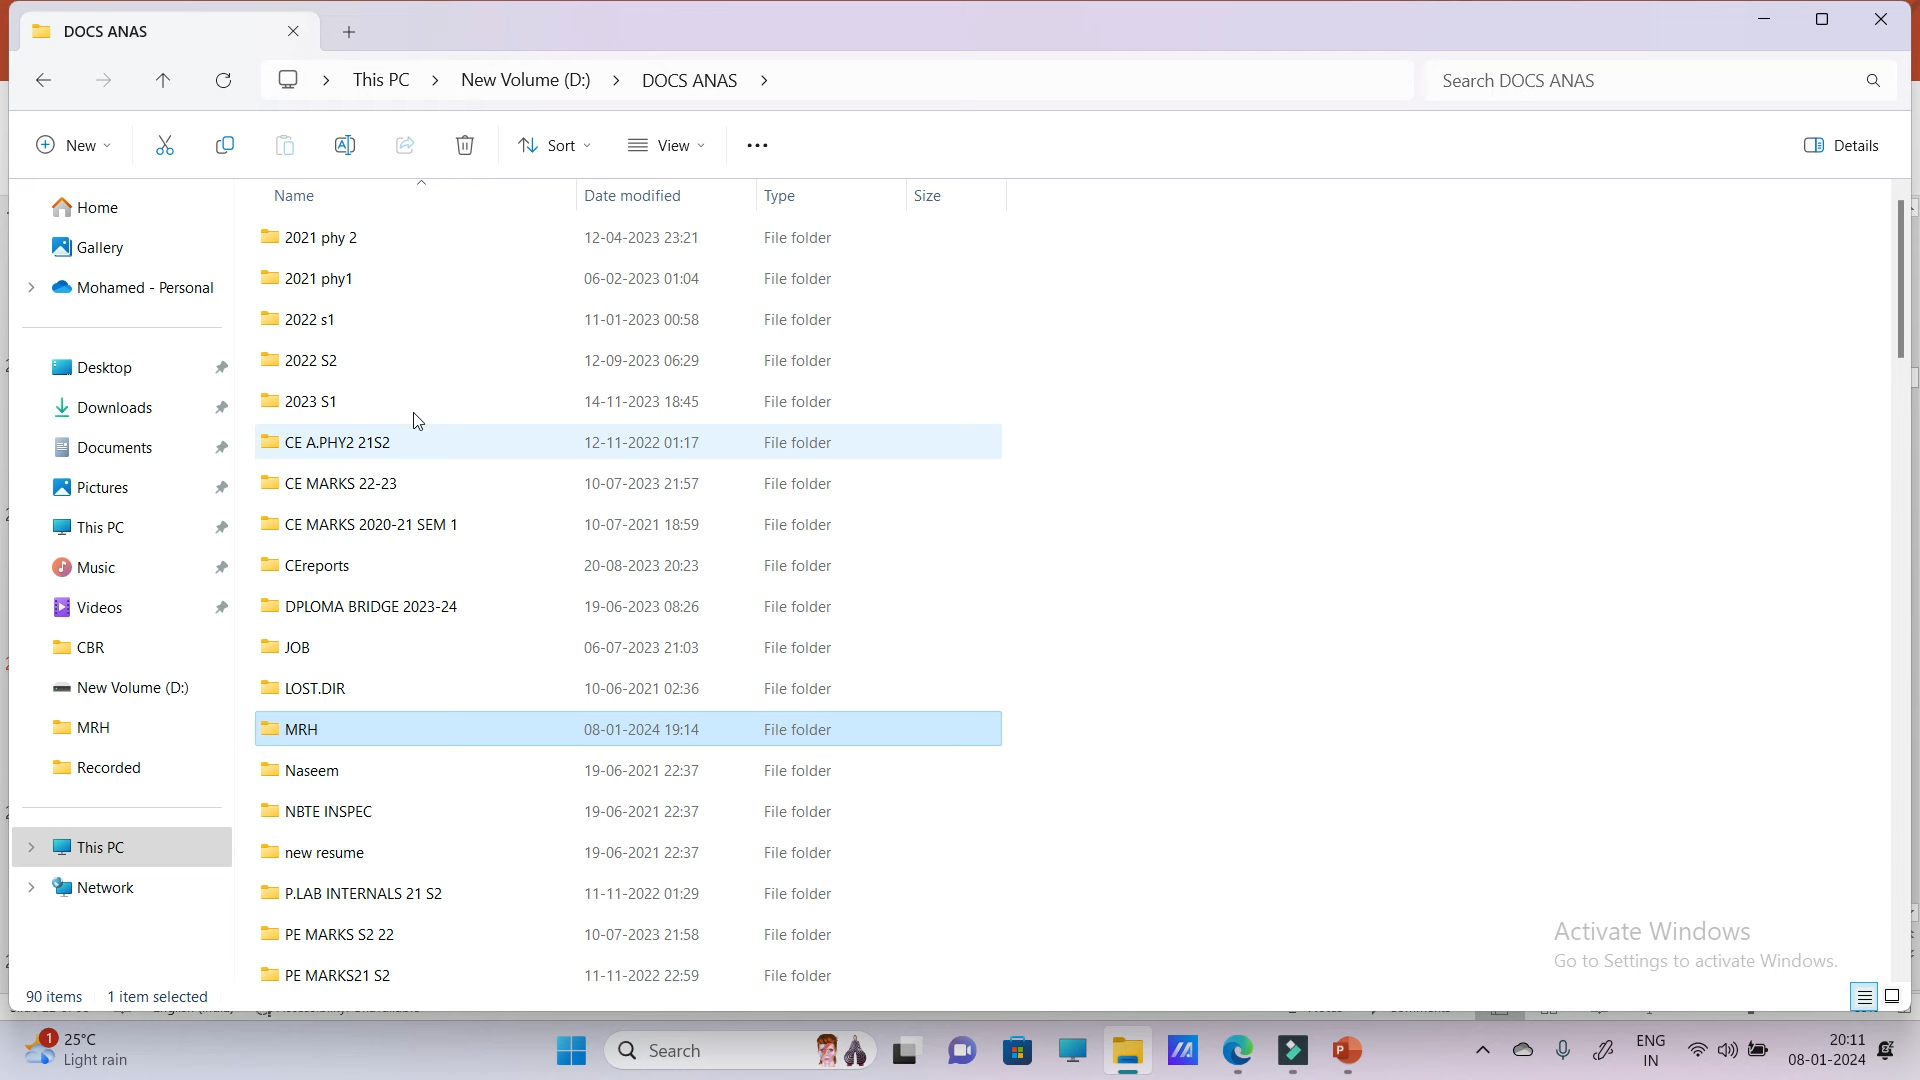 DOCS ANAS
This PC > New Volume (D:) > DOCS ANAS >
Search DOCS ANAS
New
Sort
View
Details
Name Date modified Type Size
Home
Gallery
Mohamed - Personal
Desktop
Downloads
Documents
Pictures
This PC
Music
Videos
CBR
New Volume (D:)
MRH
Recorded
This PC
Network
2021 phy 2 12-04-2023 23:21 File folder
2021 phy1 06-02-2023 01:04 File folder
2022 s1 11-01-2023 00:58 File folder
2022 S2 12-09-2023 06:29 File folder
2023 S1 14-11-2023 18:45 File folder
CE A.PHY2 21S2 12-11-2022 01:17 File folder
CE MARKS 22-23 10-07-2023 21:57 File folder
CE MARKS 2020-21 SEM 1 10-07-2021 18:59 File folder
CEreports 20-08-2023 20:23 File folder
DPLOMA BRIDGE 2023-24 19-06-2023 08:26 File folder
JOB 06-07-2023 21:03 File folder
LOST.DIR 10-06-2021 02:36 File folder
MRH 08-01-2024 19:14 File folder
Naseem 19-06-2021 22:37 File folder
NBTE INSPEC 19-06-2021 22:37 File folder
new resume 19-06-2021 22:37 File folder
P.LAB INTERNALS 21 S2 11-11-2022 01:29 File folder
PE MARKS S2 22 10-07-2023 21:58 File folder
PE MARKS21 S2 11-11-2022 22:59 File folder
Activate Windows
Go to Settings to activate Windows.
90 items 1 item selected
1
25°C
Light rain
Search
ENG
IN
20:11
08-01-2024